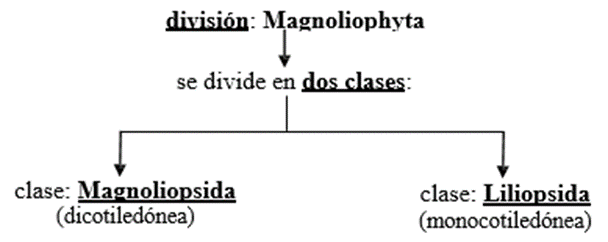 división: Magnoliophyta
se divide en dos clases:
clase: Magnoliopsida
(dicotiledónea)
clase: Liliopsida
(monocotiledónea)